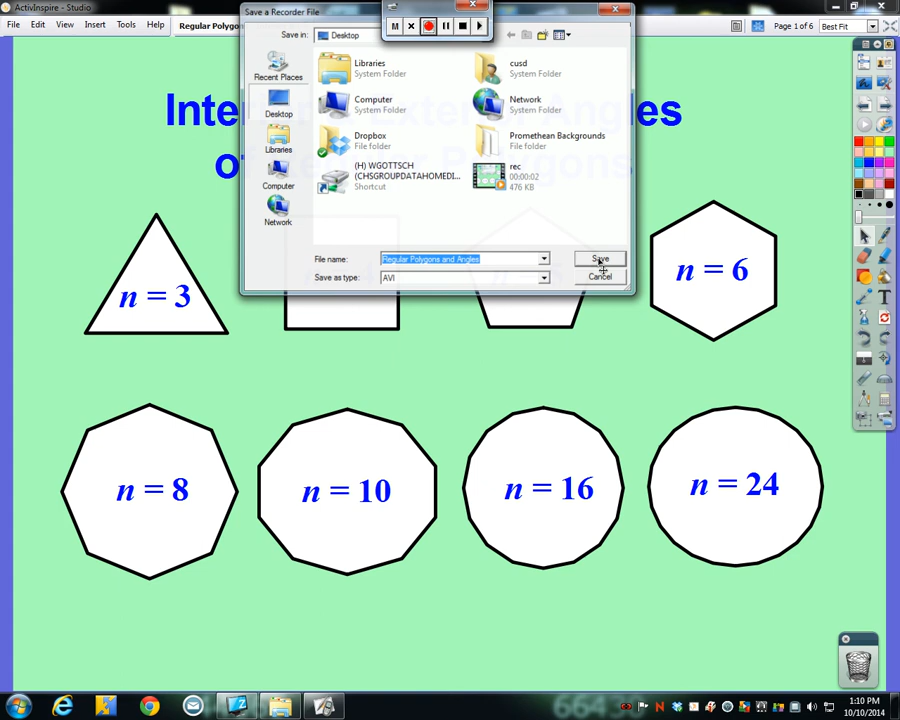 ActivInspire - Studio
File Edit View Insert Tools Help
Regular Polygo
Page 1 of 6
Best Fit
Save a Recorder File
Save in: Desktop
Recent Places
Desktop
Libraries
Computer
Network
Libraries
System Folder
cusd
System Folder
Computer
System Folder
Network
System Folder
Dropbox
File folder
Promethean Backgrounds
File folder
(H) WGOTTSCH
(CHSGROUPDATAHOMEDI...
Shortcut
rec
00:00:02
476 KB
File name: Regular Polygons and Angles
Save
Save as type: AVI
Cancel
M
n = 3
n = 6
n = 8
n = 10
n = 16
n = 24
1:10 PM
10/10/2014